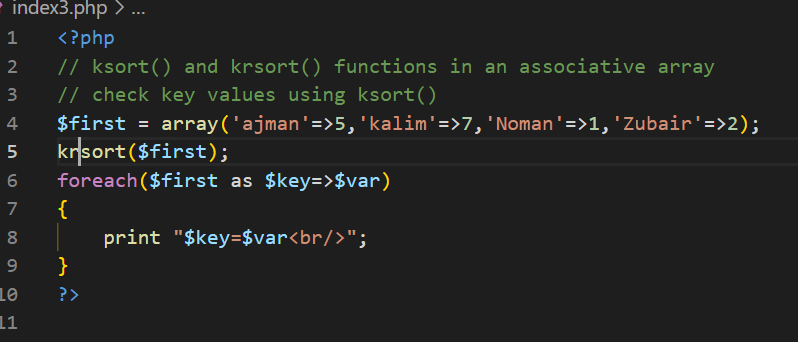 index3.php > ...
1 <?php
2 // ksort() and krsort() functions in an associative array
3 // check key values using ksort()
4 $first = array('ajman'=>5,'kalim'=>7,'Noman'=>1,'Zubair'=>2);
5 krsort($first);
6 foreach($first as $key=>$var)
7 {
8 print "$key=$var<br/>";
9 }
10 ?>
11